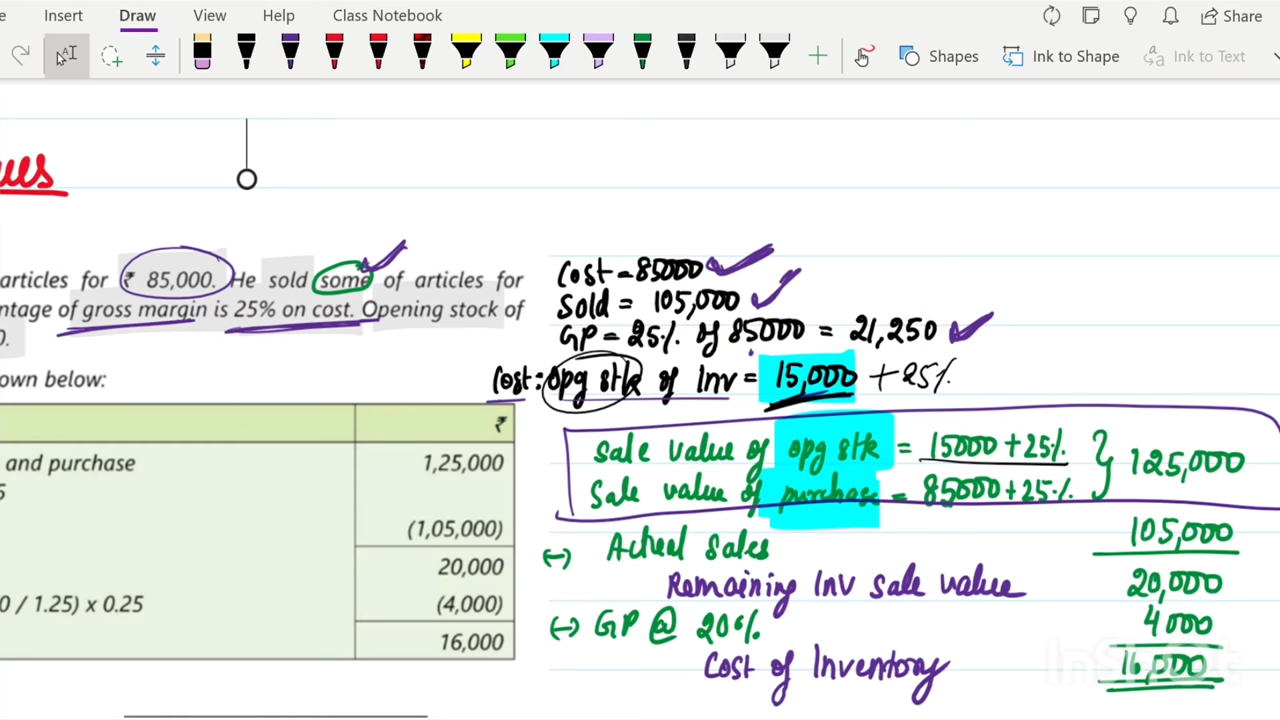 Insert Draw View Help Class Notebook Share
Shapes Ink to Shape Ink to Text
ues
articles for ₹ 85,000. He sold some of articles for
ntage of gross margin is 25% on cost. Opening stock of
0.
own below:
₹
and purchase 1,25,000
5
(1,05,000)
20,000
0 / 1.25) x 0.25 (4,000)
16,000
Cost = 85000
Sold = 105,000
GP = 25% of 85000 = 21,250
Cost: opg stk of Inv = 15,000 + 25%
Sale value of opg stk = 15000 + 25% } 125,000
Sale value of purchase = 85000 + 25%
(-) Actual Sales 105,000
Remaining Inv sale value 20,000
(-) GP @ 20% 4000
Cost of Inventory 16,000
InShot